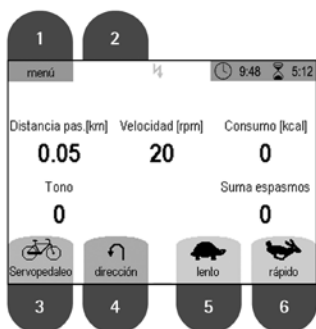 1 2
menú 9:48 5:12
Distancia pas.[km] Velocidad [rpm] Consumo [kcal]
0.05 20 0
Tono Suma espasmos
0 0
Servopedaleo dirección lento rápido
3 4 5 6